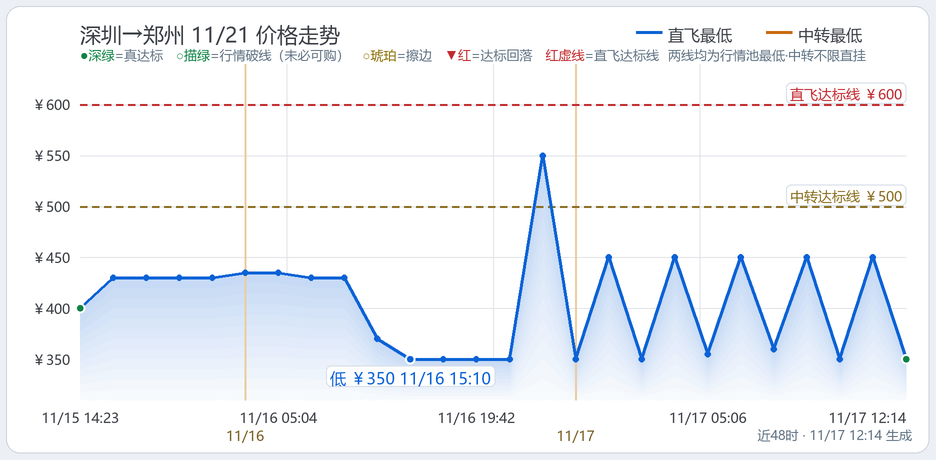 深圳→郑州 11/21 价格走势
直飞最低 中转最低
●深绿=真达标 ○描绿=行情破线（未必可购） ○琥珀=擦边 ▼红=达标回落 红虚线=直飞达标线 两线均为行情池最低·中转不限直挂
¥600
直飞达标线 ¥600
¥550
¥500
中转达标线 ¥500
¥450
¥400
¥350
低 ¥350 11/16 15:10
11/15 14:23 11/16 05:04 11/16 19:42 11/17 05:06 11/17 12:14
11/16 11/17
近48时 · 11/17 12:14 生成